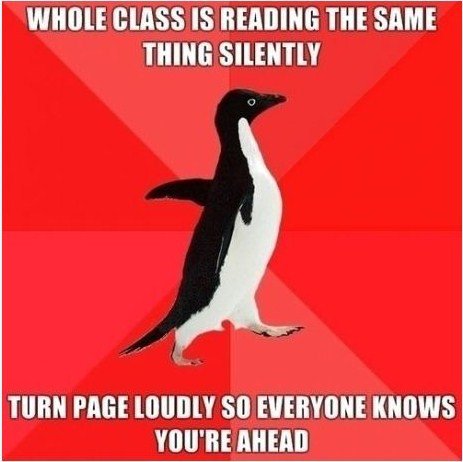 WHOLE CLASS IS READING THE SAME
THING SILENTLY
TURN PAGE LOUDLY SO EVERYONE KNOWS
YOU'RE AHEAD